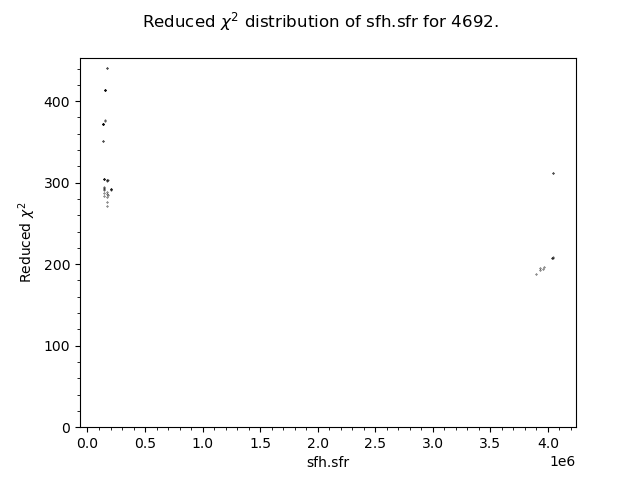 Reduced χ² distribution of sfh.sfr for 4692.
400
300
200
100
0
Reduced χ²
0.0 0.5 1.0 1.5 2.0 2.5 3.0 3.5 4.0
1e6
sfh.sfr